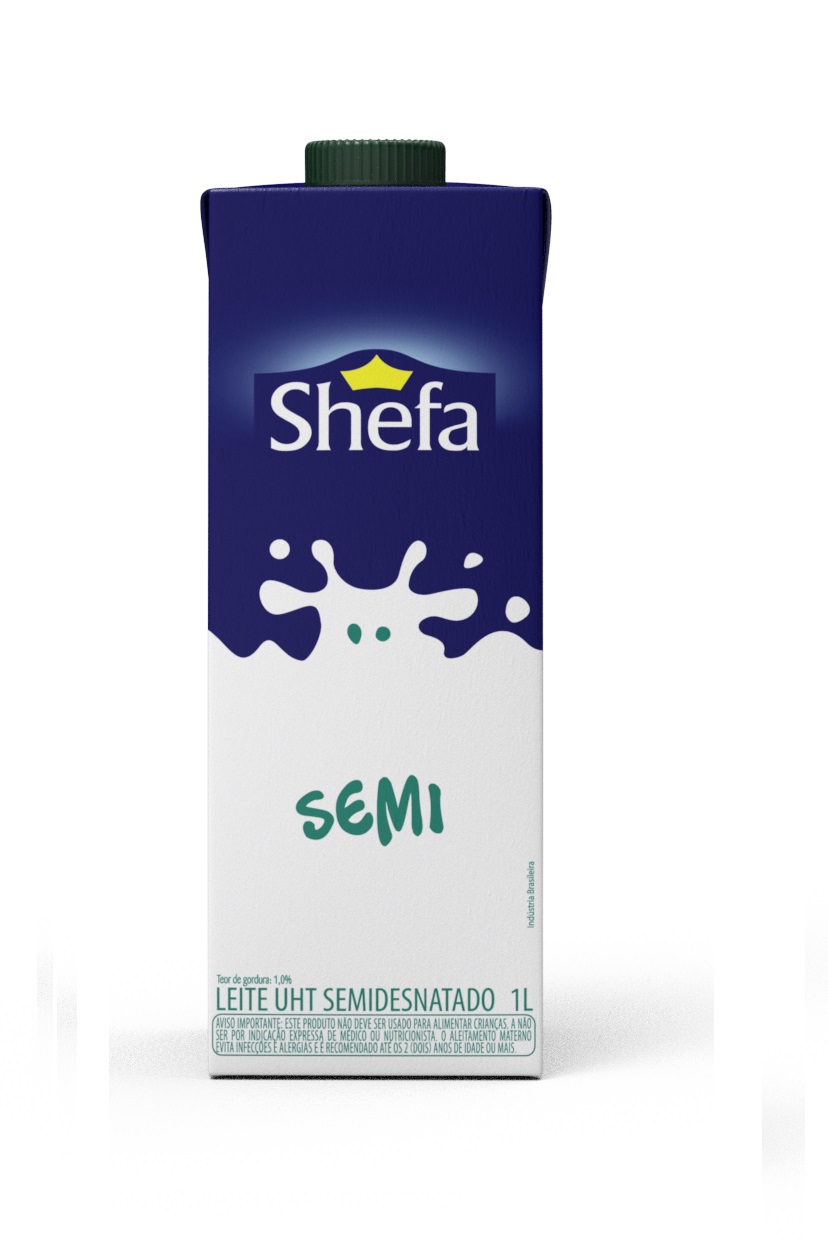 Shefa
SEMI
Indústria Brasileira
Teor de gordura: 1,0%
LEITE UHT SEMIDESNATADO 1L
AVISO IMPORTANTE: ESTE PRODUTO NÃO DEVE SER USADO PARA ALIMENTAR CRIANÇAS, A NÃO
SER POR INDICAÇÃO EXPRESSA DE MÉDICO OU NUTRICIONISTA. O ALEITAMENTO MATERNO
EVITA INFECÇÕES E ALERGIAS E É RECOMENDADO ATÉ OS 2 (DOIS) ANOS DE IDADE OU MAIS.